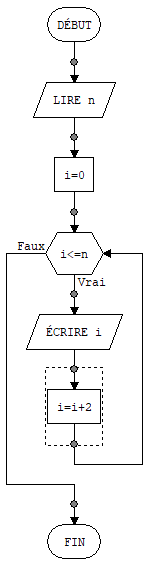 DÉBUT
LIRE n
i=0
Faux
i<=n
Vrai
ÉCRIRE i
i=i+2
FIN